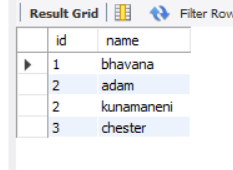 Result Grid Filter Row
id name
1 bhavana
2 adam
2 kunamaneni
3 chester